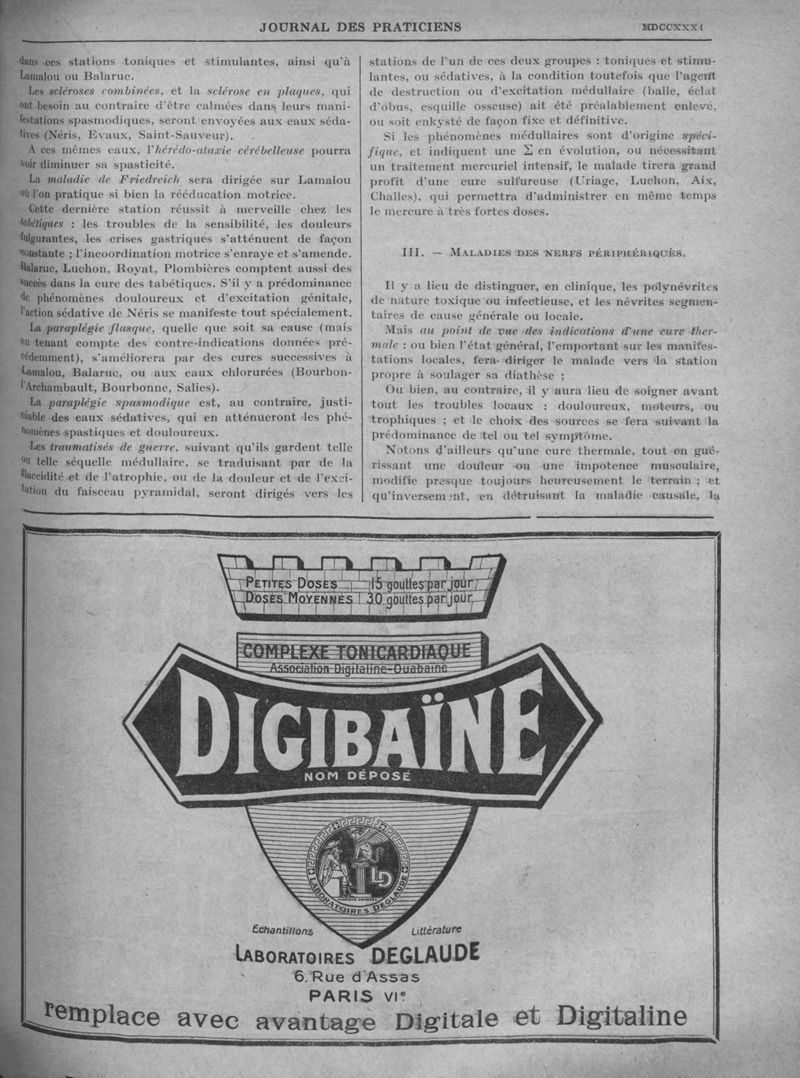 JOURNAL DES PRATICIENS
MDCCXXXI
dans ces stations toniques et stimulantes, ainsi qu'à
Lamalou ou Balaruc.
Les scléroses combinées, et la sclérose en plaques, qui
ont besoin au contraire d'être calmées dans leurs mani-
festations spasmodiques, seront envoyées aux eaux séda-
tives (Néris, Evaux, Saint-Sauveur).
A ces mêmes eaux, l'hérédo-ataxie cérébelleuse pourra
voir diminuer sa spasticité.
La maladie de Friedreich sera dirigée sur Lamalou
où l'on pratique si bien la rééducation motrice.
Cette dernière station réussit à merveille chez les
tabétiques : les troubles de la sensibilité, les douleurs
fulgurantes, les crises gastriques s'atténuent de façon
constante ; l'incoordination motrice s'enraye et s'amende.
Balaruc, Luchon, Royat, Plombières comptent aussi des
succès dans la cure des tabétiques. S'il y a prédominance
de phénomènes douloureux et d'excitation génitale,
l'action sédative de Néris se manifeste tout spécialement.
La paraplégie flasque, quelle que soit sa cause (mais
en tenant compte des contre-indications données pré-
cédemment), s'améliorera par des cures successives à
Lamalou, Balaruc, ou aux eaux chlorurées (Bourbon-
l'Archambault, Bourbonne, Salies).
La paraplégie spasmodique est, au contraire, justi-
ciable des eaux sédatives, qui en atténueront les phé-
nomènes spastiques et douloureux.
Les traumatisés de guerre, suivant qu'ils gardent telle
ou telle séquelle médullaire, se traduisant par de la
flaccidité et de l'atrophie, ou de la douleur et de l'exci-
tation du faisceau pyramidal, seront dirigés vers les
stations de l'un de ces deux groupes : toniques et stimu-
lantes, ou sédatives, à la condition toutefois que l'agent
de destruction ou d'excitation médullaire (balle, éclat
d'obus, esquille osseuse) ait été préalablement enlevé,
ou soit enkysté de façon fixe et définitive.
Si les phénomènes médullaires sont d'origine spéci-
fique, et indiquent une Σ en évolution, ou nécessitant
un traitement mercuriel intensif, le malade tirera grand
profit d'une cure sulfureuse (Uriage, Luchon, Aix,
Challes), qui permettra d'administrer en même temps
le mercure à très fortes doses.
III. — MALADIES DES NERFS PÉRIPHÉRIQUES.
Il y a lieu de distinguer, en clinique, les polynévrites
de nature toxique ou infectieuse, et les névrites segmen-
taires de cause générale ou locale.
Mais au point de vue des indications d'une cure ther-
male : ou bien l'état général, l'emportant sur les manifes-
tations locales, fera diriger le malade vers la station
propre à soulager sa diathèse ;
Ou bien, au contraire, il y aura lieu de soigner avant
tout les troubles locaux : douloureux, moteurs, ou
trophiques ; et le choix des sources se fera suivant la
prédominance de tel ou tel symptôme.
Notons d'ailleurs qu'une cure thermale, tout en gué-
rissant une douleur ou une impotence musculaire,
modifie presque toujours heureusement le terrain ; et
qu'inversement, en détruisant la maladie causale, la
PETITES DOSES 15 gouttes par jour
DOSES MOYENNES 30 gouttes par jour
COMPLEXE TONICARDIAQUE
Association Digitaline-Ouabaïne
DIGIBAÏNE
NOM DÉPOSÉ
LD
LABORATOIRES DEGLAUDE
Echantillons
Littérature
LABORATOIRES DEGLAUDE
6. Rue d'Assas
PARIS VIe
remplace avec avantage Digitale et Digitaline